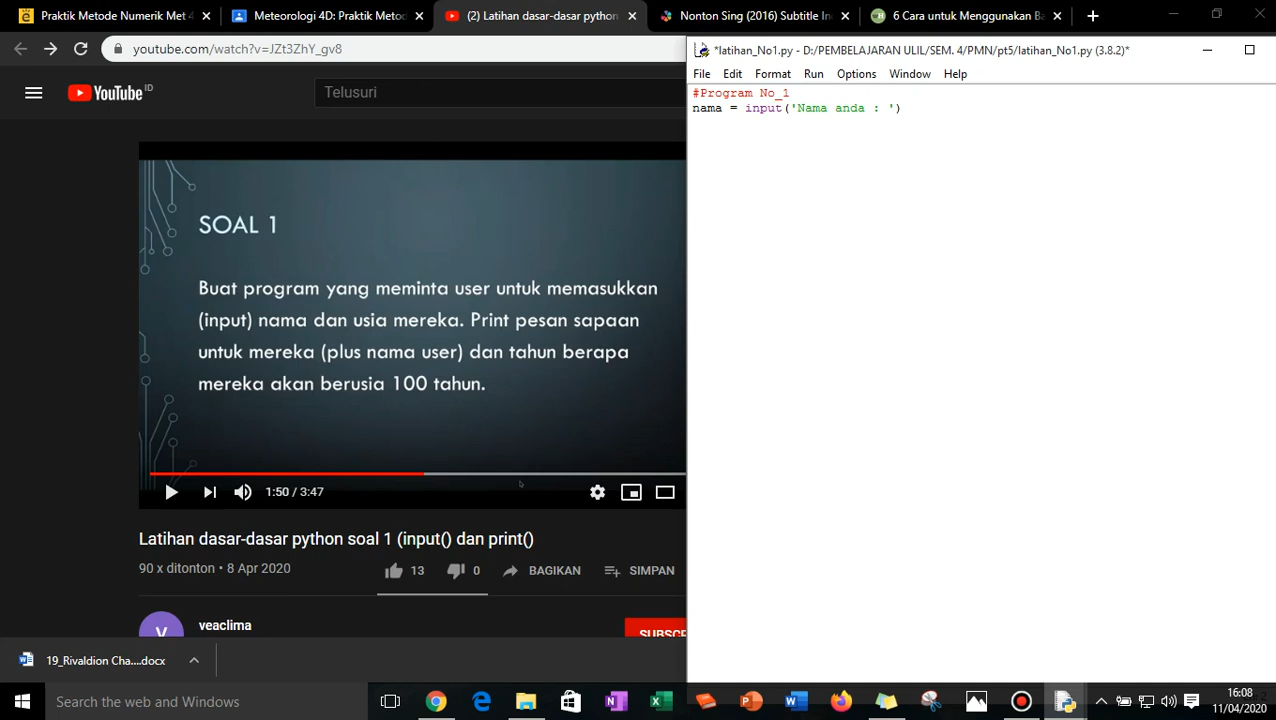 Praktik Metode Numerik Met 4
Meteorologi 4D: Praktik Metod
(2) Latihan dasar-dasar python
Nonton Sing (2016) Subtitle In
6 Cara untuk Menggunakan Ba
youtube.com/watch?v=JZt3ZhY_gv8
YouTube ID
Telusuri
SOAL 1
Buat program yang meminta user untuk memasukkan
(input) nama dan usia mereka. Print pesan sapaan
untuk mereka (plus nama user) dan tahun berapa
mereka akan berusia 100 tahun.
1:50 / 3:47
Latihan dasar-dasar python soal 1 (input() dan print()
90 x ditonton • 8 Apr 2020
13
0
BAGIKAN
SIMPAN
V
veaclima
SUBSC
19_Rivaldion Cha....docx
*latihan_No1.py - D:/PEMBELAJARAN ULIL/SEM. 4/PMN/pt5/latihan_No1.py (3.8.2)*
File Edit Format Run Options Window Help
#Program No_1
nama = input('Nama anda : ')
Search the web and Windows
16:08
11/04/2020